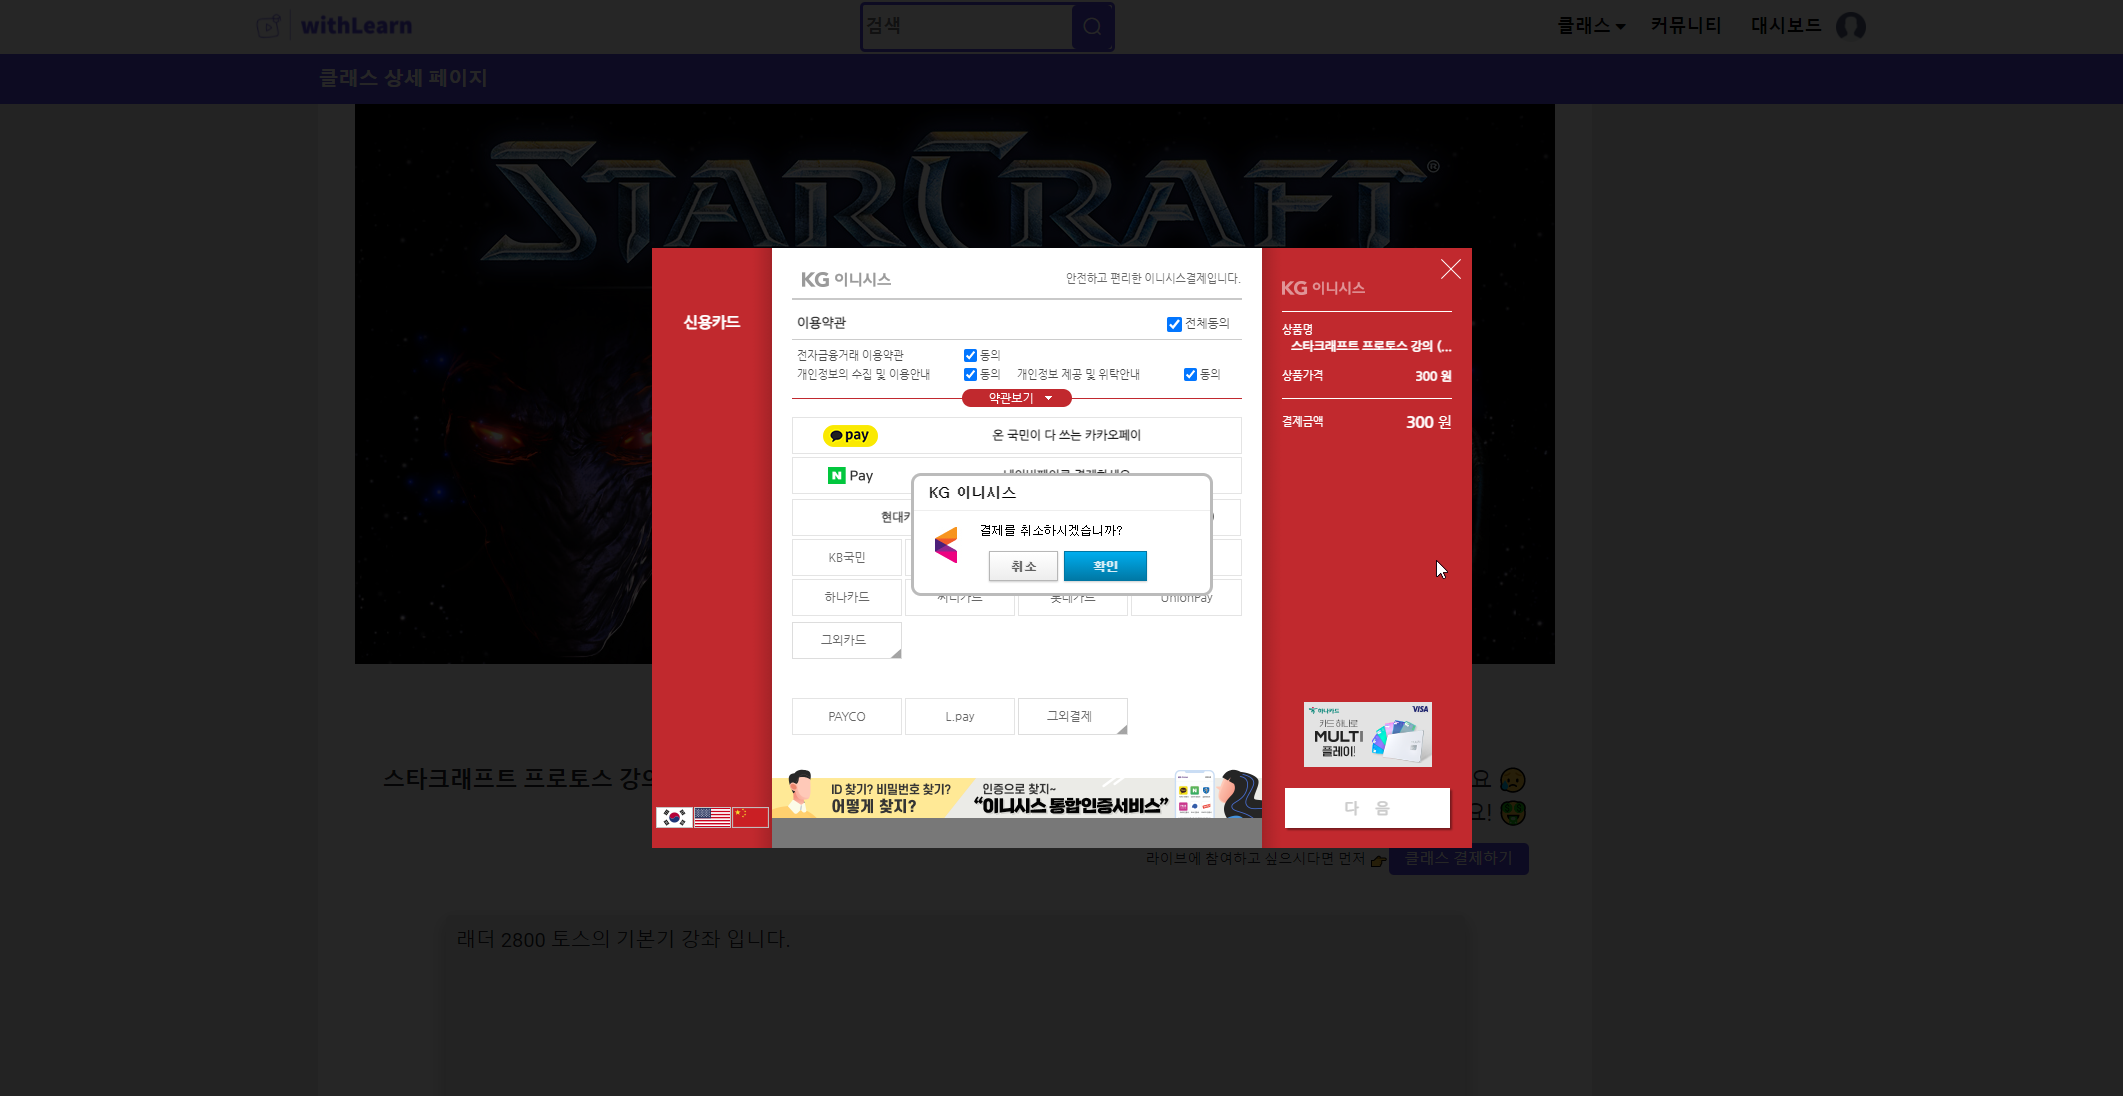 withLearn
검색
클래스
커뮤니티
대시보드
클래스 상세 페이지
STARCRAFT®
신용카드
KG 이니시스
안전하고 편리한 이니시스결제입니다.
이용약관
전체동의
전자금융거래 이용약관
동의
개인정보의 수집 및 이용안내
동의
개인정보 제공 및 위탁안내
동의
약관보기
pay
온 국민이 다 쓰는 카카오페이
N Pay
현대카
KB국민
하나카드
씨티카드
롯데카드
UnionPay
그외카드
PAYCO
L.pay
그외결제
KG 이니시스
결제를 취소하시겠습니까?
취소
확인
ID 찾기? 비밀번호 찾기?
어떻게 찾지?
인증으로 찾지~
“이니시스 통합인증서비스”
KG 이니시스
상품명
스타크래프트 프로토스 강의 (...
상품가격
300 원
결제금액
300 원
하나카드
VISA
카드 하나로
MULTI
플레이!
다 음
스타크래프트 프로토스 강의
요
요!
라이브에 참여하고 싶으시다면 먼저
클래스 결제하기
래더 2800 토스의 기본기 강좌 입니다.